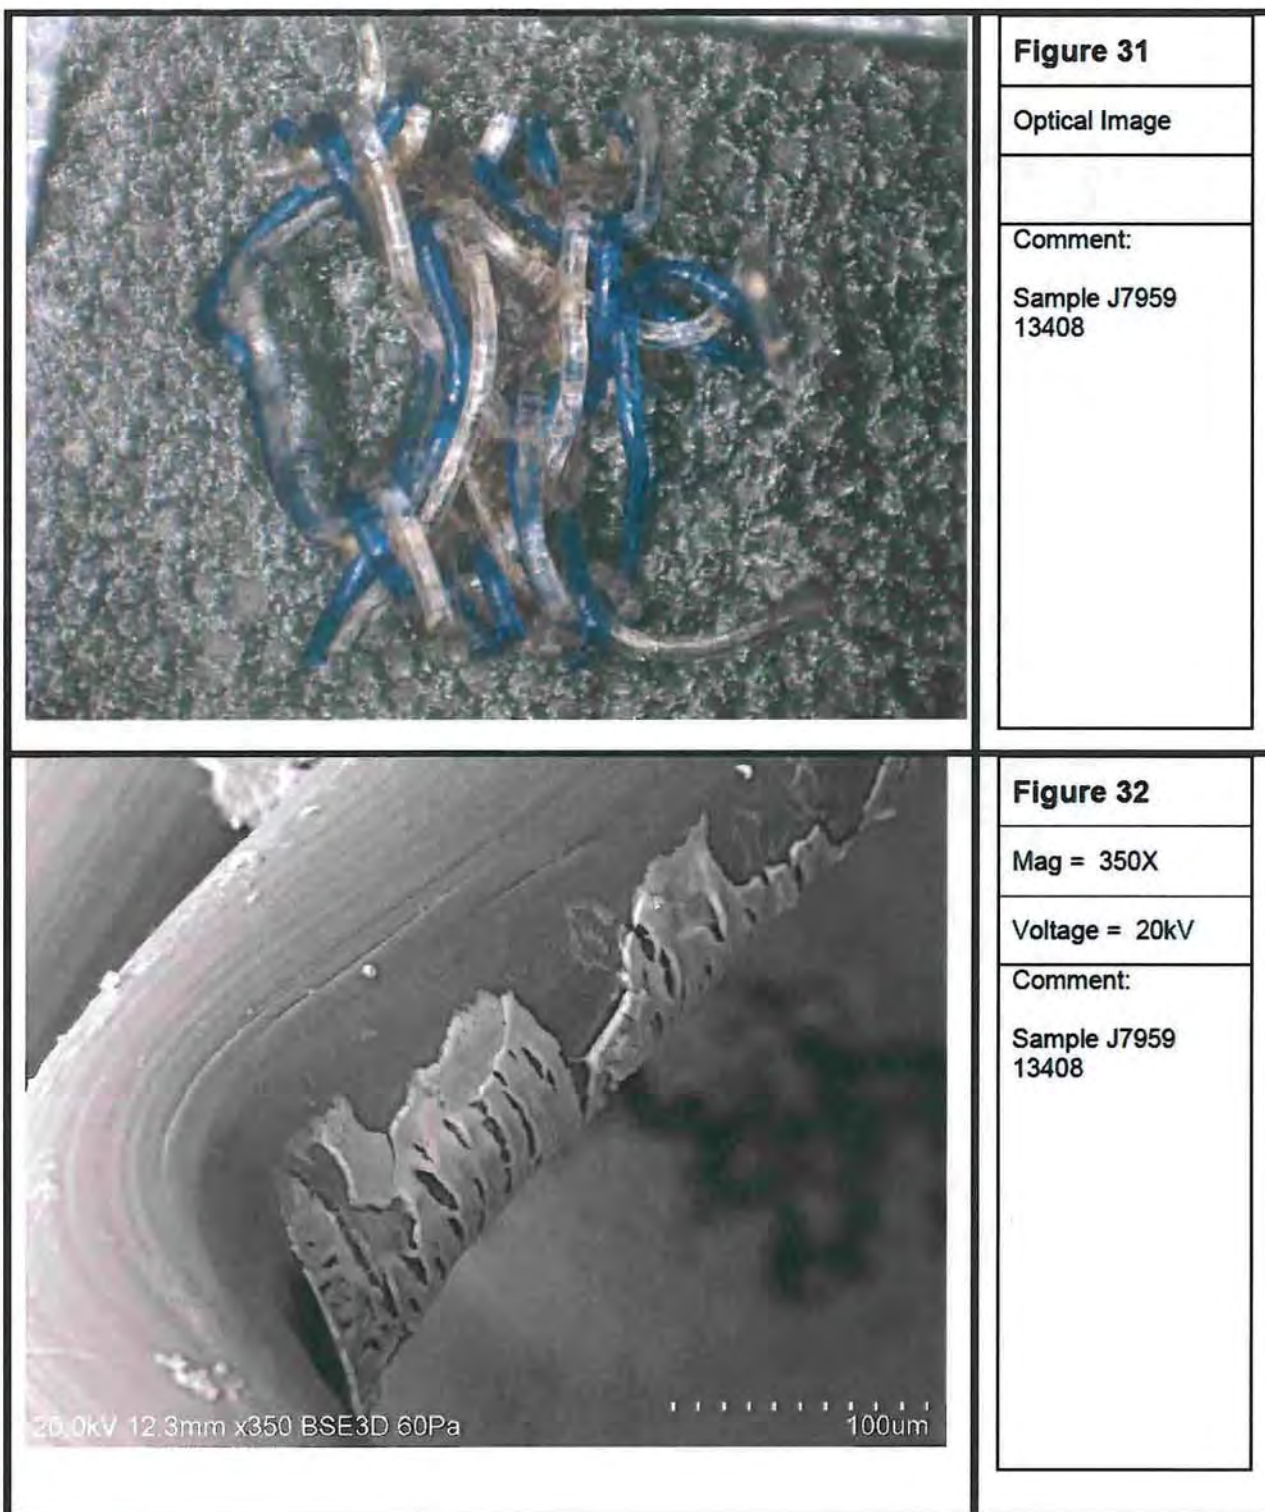 Figure 31
Optical Image
Comment:
Sample J7959
13408
Figure 32
Mag = 350X
Voltage = 20kV
Comment:
Sample J7959
13408
20.0kV 12.3mm x350 BSE3D 60Pa
100um